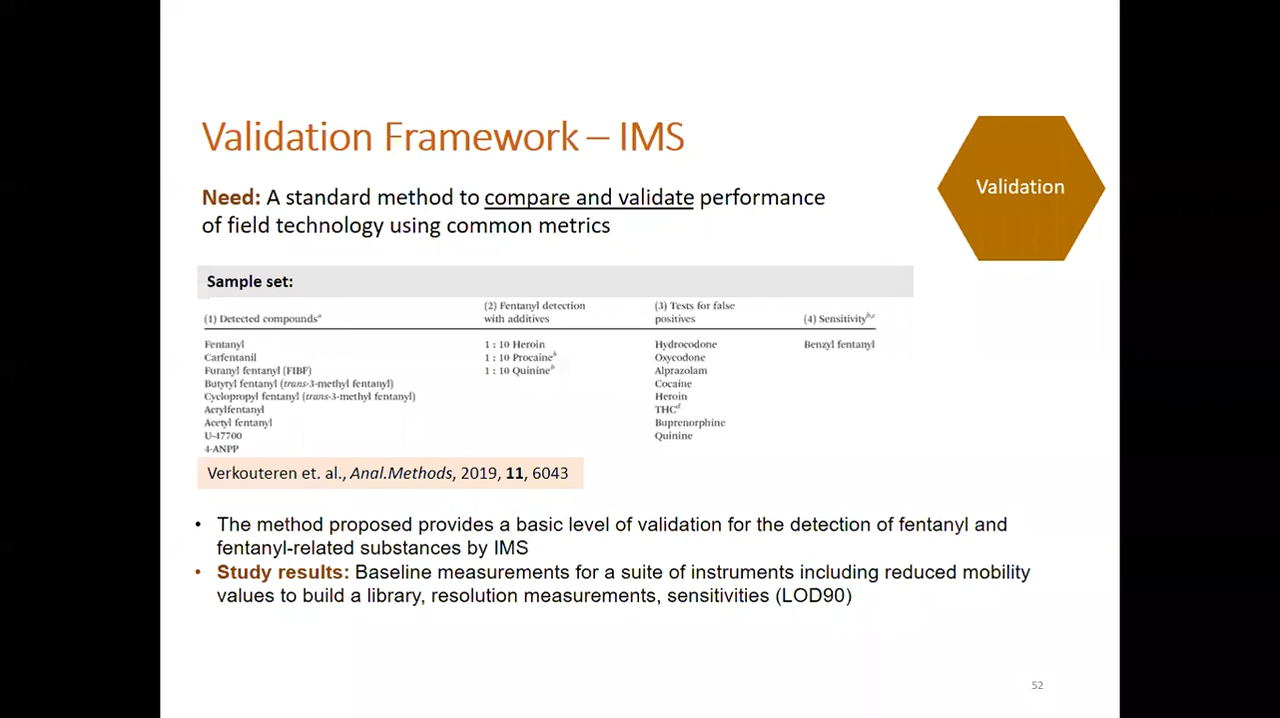 Validation Framework – IMS
Validation
Need: A standard method to compare and validate performance
of field technology using common metrics
Sample set:
(1) Detected compoundsᵃ
(2) Fentanyl detection
with additives
(3) Tests for false
positives
(4) Sensitivityᵇ,ᶜ
Fentanyl
Carfentanil
Furanyl fentanyl (FIBF)
Butyryl fentanyl (trans-3-methyl fentanyl)
Cyclopropyl fentanyl (trans-3-methyl fentanyl)
Acrylfentanyl
Acetyl fentanyl
U-47700
4-ANPP
1 : 10 Heroin
1 : 10 Procaineᵇ
1 : 10 Quinineᵇ
Hydrocodone
Oxycodone
Alprazolam
Cocaine
Heroin
THCᵈ
Buprenorphine
Quinine
Benzyl fentanyl
Verkouteren et. al., Anal.Methods, 2019, 11, 6043
• The method proposed provides a basic level of validation for the detection of fentanyl and
fentanyl-related substances by IMS
• Study results: Baseline measurements for a suite of instruments including reduced mobility
values to build a library, resolution measurements, sensitivities (LOD90)
52